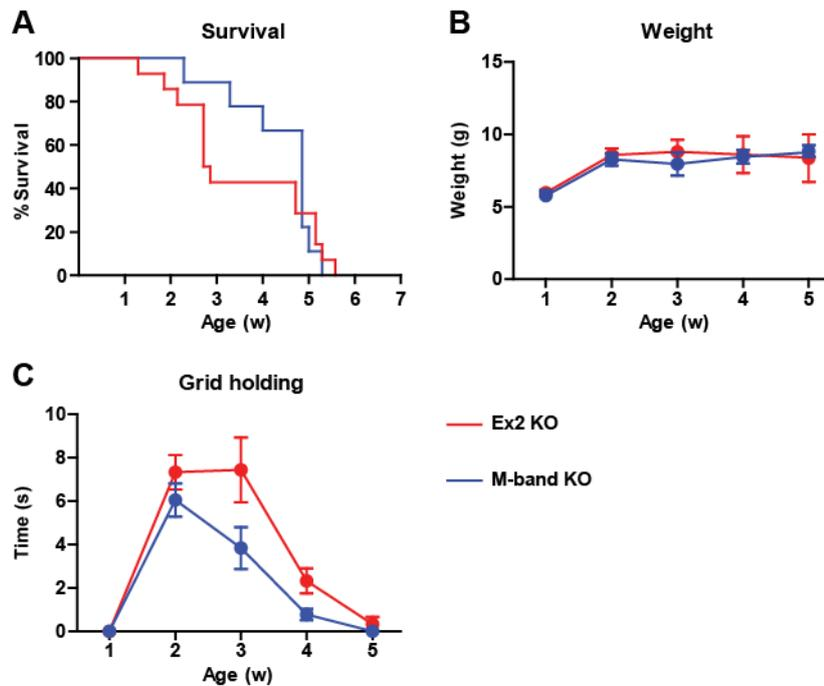 A
Survival
% Survival
100
80
60
40
20
0
1 2 3 4 5 6 7
Age (w)
B
Weight
Weight (g)
15
10
5
0
1 2 3 4 5
Age (w)
C
Grid holding
Time (s)
10
8
6
4
2
0
1 2 3 4 5
Age (w)
Ex2 KO
M-band KO